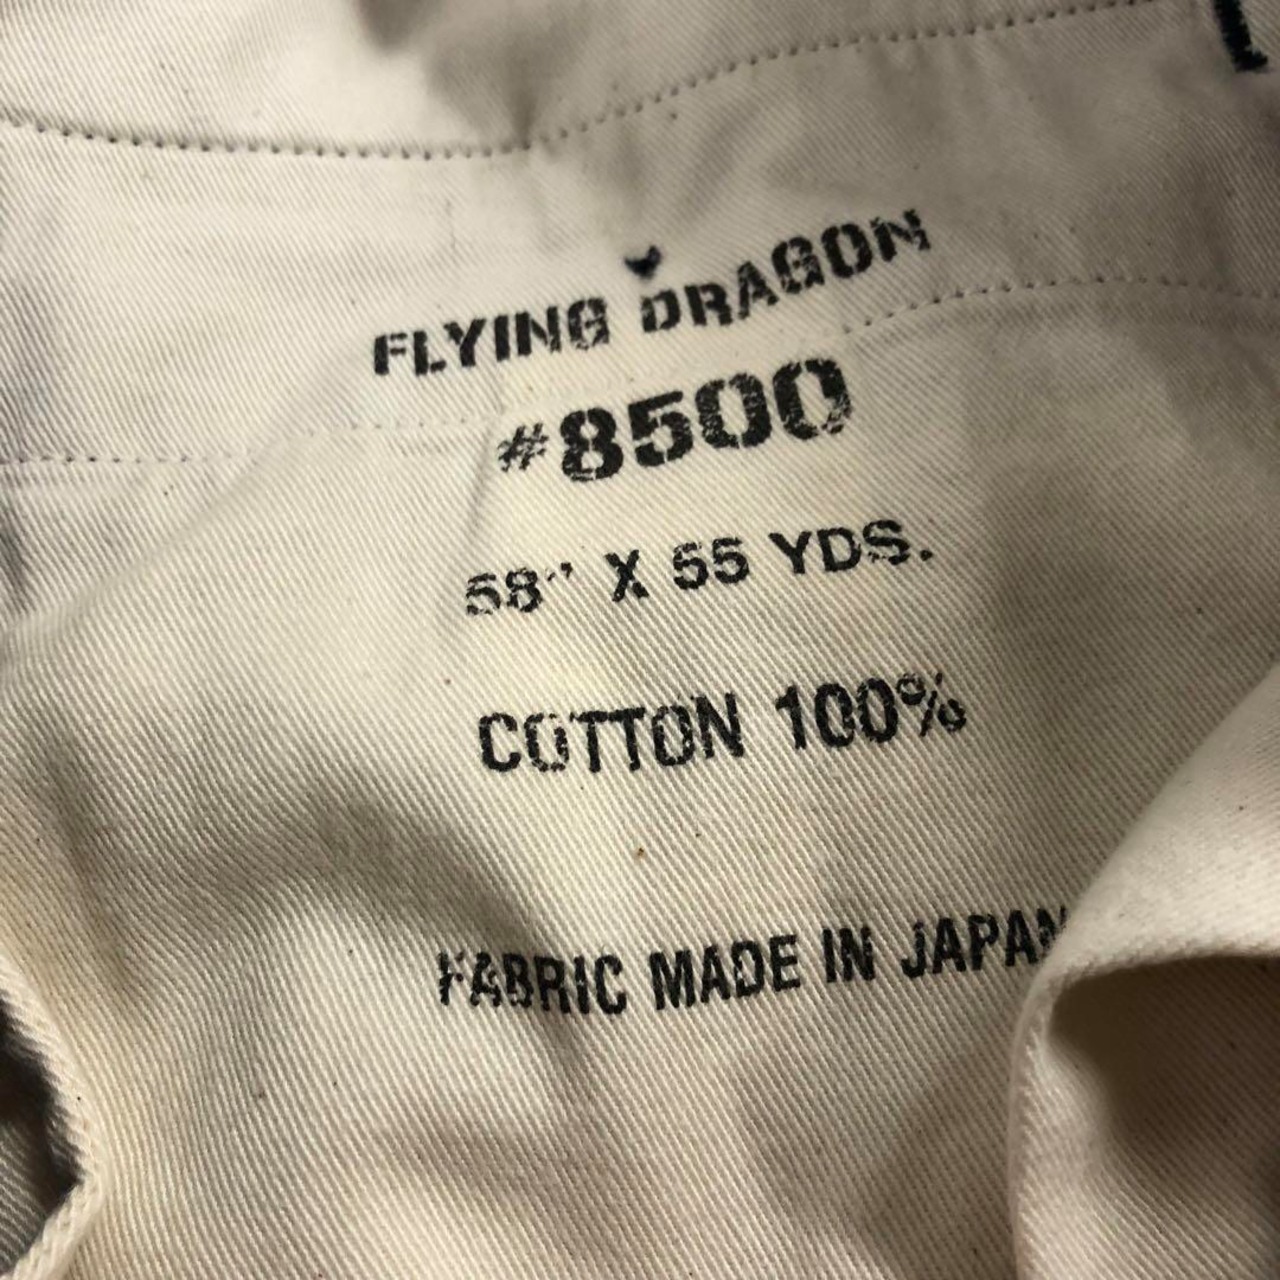 FLYING DRAGON
#8500
58" X 55 YDS.
COTTON 100%
FABRIC MADE IN JAPAN